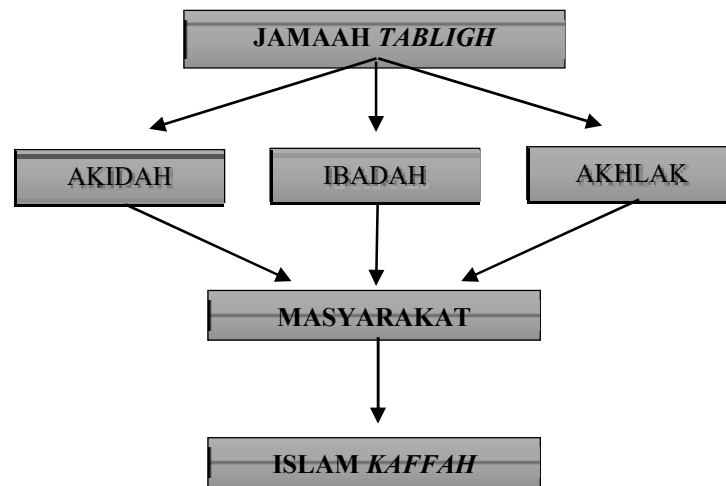 JAMAAH TABLIGH
AKIDAH
IBADAH
AKHLAK
MASYARAKAT
ISLAM KAFFAH